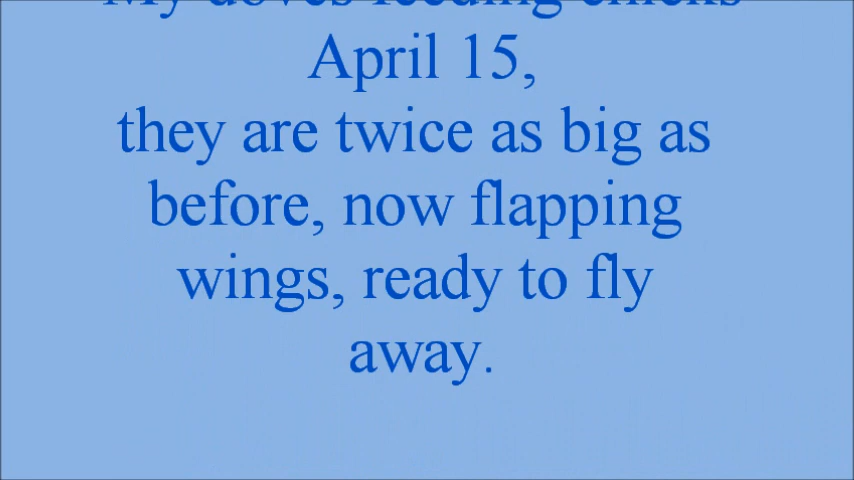 My doves feeding chicks
April 15,
they are twice as big as
before, now flapping
wings, ready to fly
away.